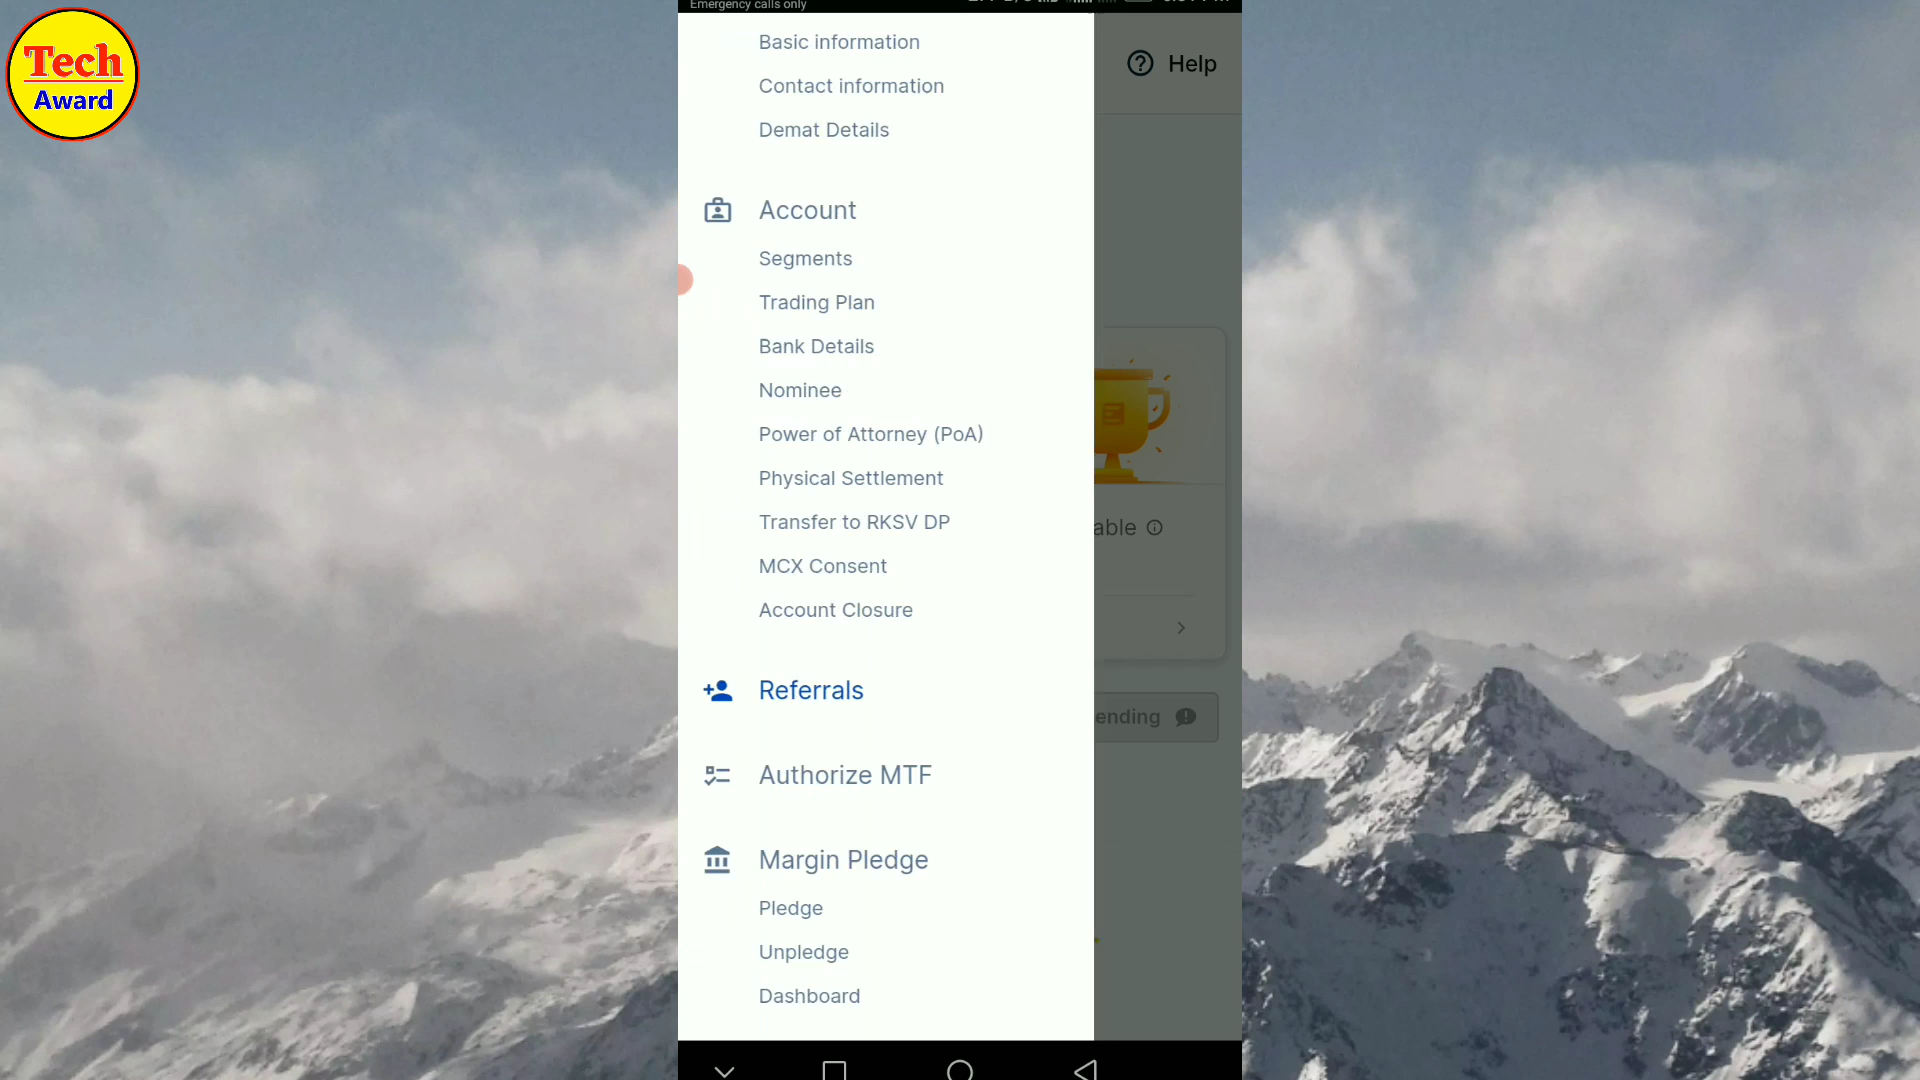 Tech
Award
Emergency calls only
Basic information
Contact information
Demat Details
Help
Account
Segments
Trading Plan
Bank Details
Nominee
Power of Attorney (PoA)
Physical Settlement
Transfer to RKSV DP
able
MCX Consent
Account Closure
Referrals
ending
Authorize MTF
Margin Pledge
Pledge
Unpledge
Dashboard